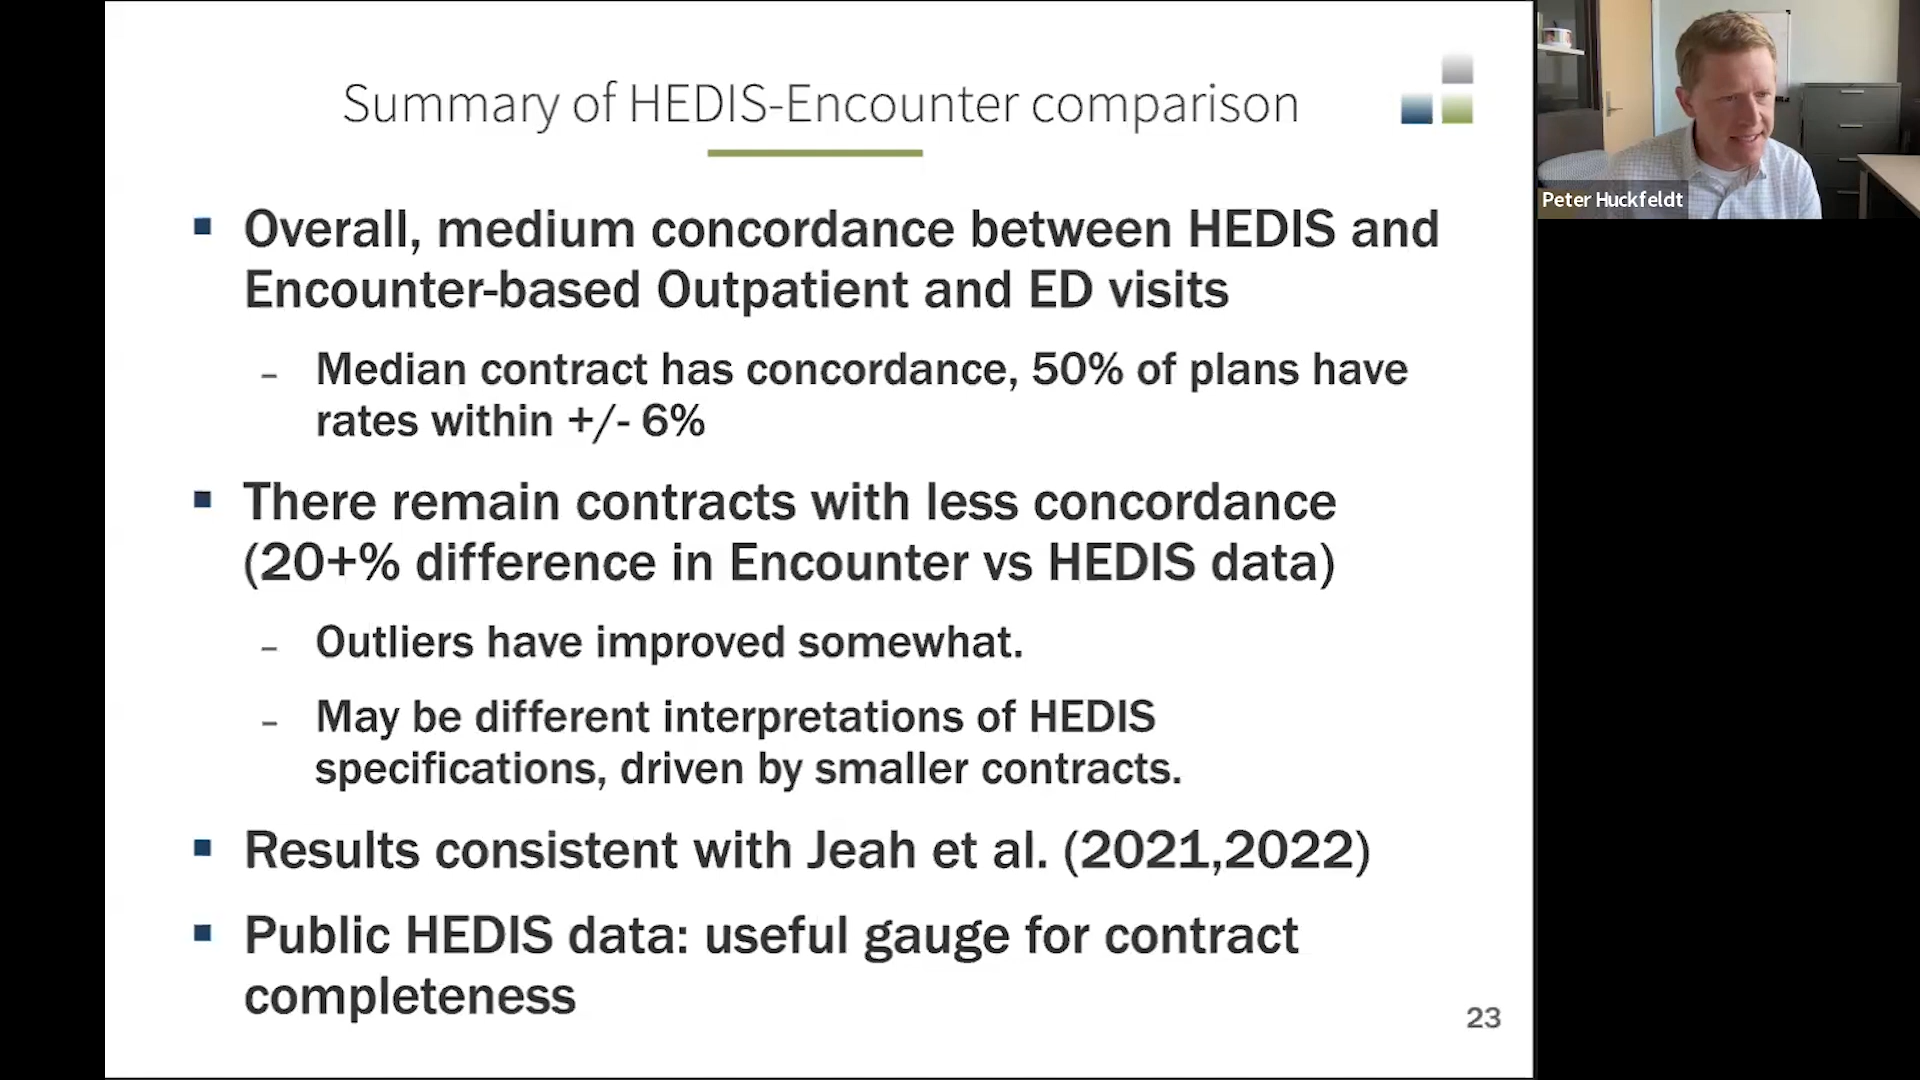 Summary of HEDIS-Encounter comparison
Peter Huckfeldt
▪ Overall, medium concordance between HEDIS and
Encounter-based Outpatient and ED visits
- Median contract has concordance, 50% of plans have
rates within +/- 6%
▪ There remain contracts with less concordance
(20+% difference in Encounter vs HEDIS data)
- Outliers have improved somewhat.
- May be different interpretations of HEDIS
specifications, driven by smaller contracts.
▪ Results consistent with Jeah et al. (2021,2022)
▪ Public HEDIS data: useful gauge for contract
completeness
23